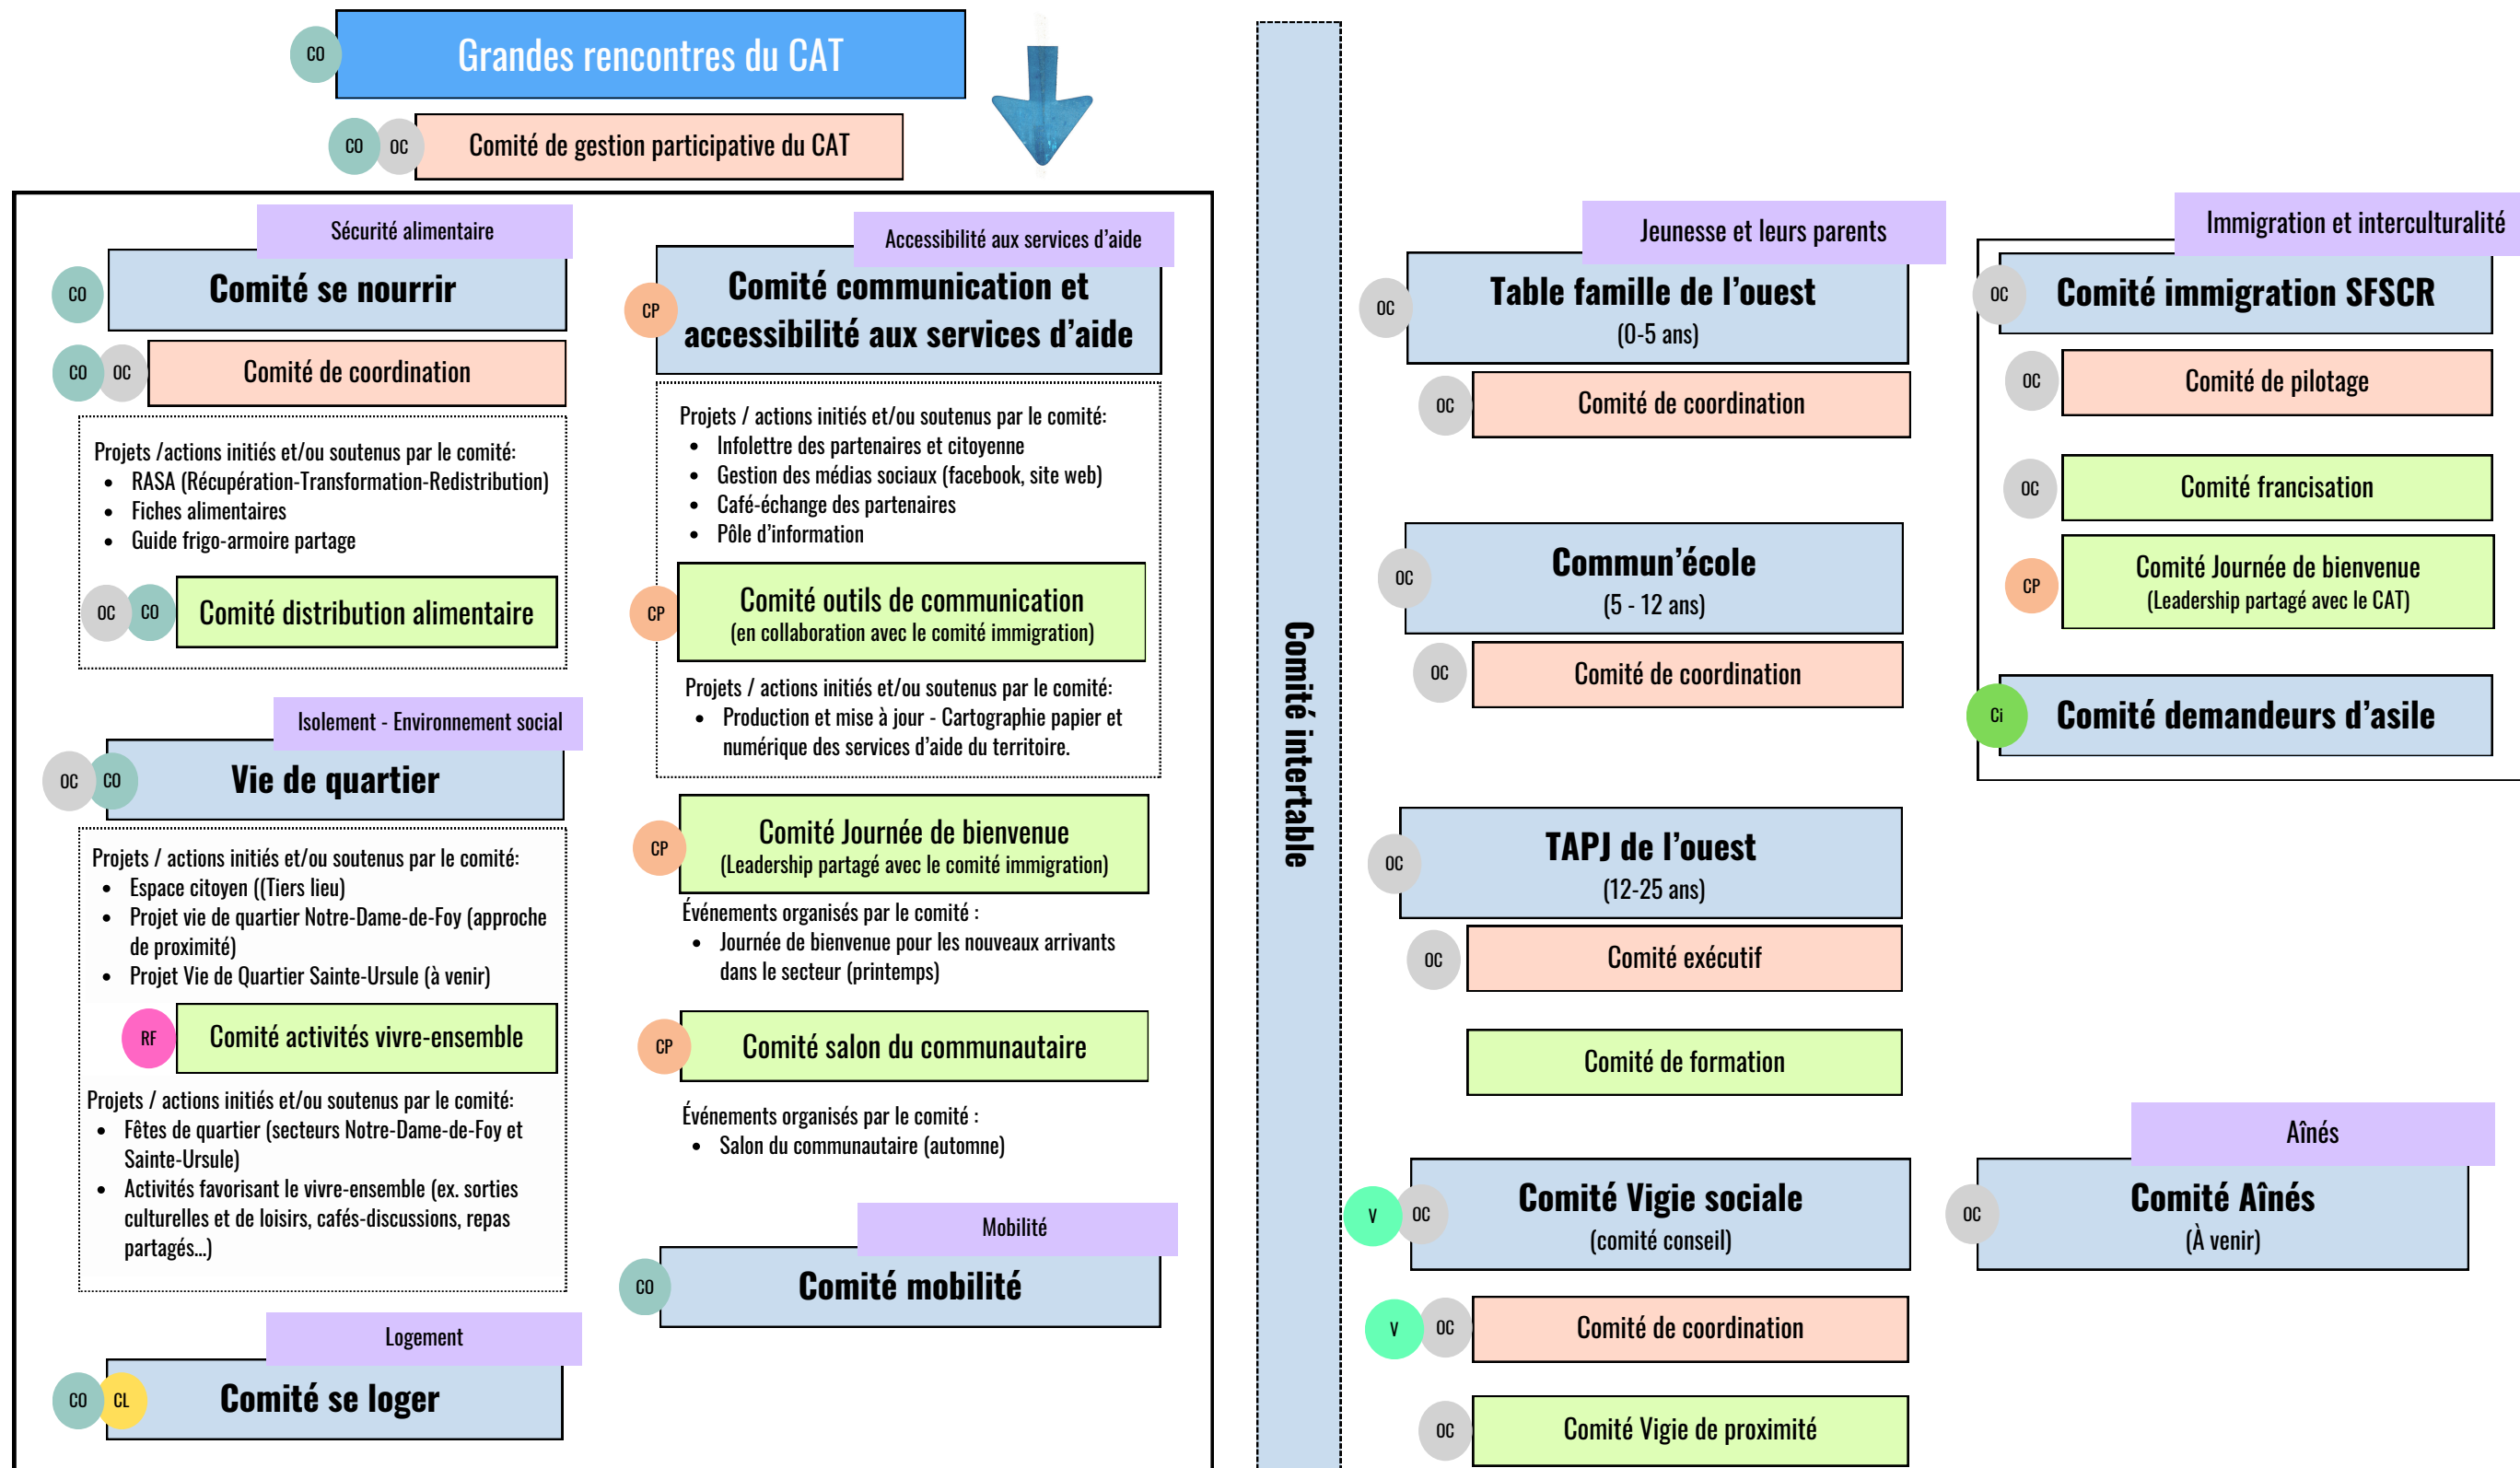 CO
Grandes rencontres du CAT
CO
OC
Comité de gestion participative du CAT
Sécurité alimentaire
CO
Comité se nourrir
CO
OC
Comité de coordination
Projets /actions initiés et/ou soutenus par le comité:
• RASA (Récupération-Transformation-Redistribution)
• Fiches alimentaires
• Guide frigo-armoire partage
OC
CO
Comité distribution alimentaire
Isolement - Environnement social
OC
CO
Vie de quartier
Projets / actions initiés et/ou soutenus par le comité:
• Espace citoyen ((Tiers lieu)
• Projet vie de quartier Notre-Dame-de-Foy (approche
de proximité)
• Projet Vie de Quartier Sainte-Ursule (à venir)
RF
Comité activités vivre-ensemble
Projets / actions initiés et/ou soutenus par le comité:
• Fêtes de quartier (secteurs Notre-Dame-de-Foy et
Sainte-Ursule)
• Activités favorisant le vivre-ensemble (ex. sorties
culturelles et de loisirs, cafés-discussions, repas
partagés...)
Logement
CO
CL
Comité se loger
Accessibilité aux services d'aide
CP
Comité communication et
accessibilité aux services d'aide
Projets / actions initiés et/ou soutenus par le comité:
• Infolettre des partenaires et citoyenne
• Gestion des médias sociaux (facebook, site web)
• Café-échange des partenaires
• Pôle d'information
CP
Comité outils de communication
(en collaboration avec le comité immigration)
Projets / actions initiés et/ou soutenus par le comité:
• Production et mise à jour - Cartographie papier et
numérique des services d'aide du territoire.
CP
Comité Journée de bienvenue
(Leadership partagé avec le comité immigration)
Événements organisés par le comité :
• Journée de bienvenue pour les nouveaux arrivants
dans le secteur (printemps)
CP
Comité salon du communautaire
Événements organisés par le comité :
• Salon du communautaire (automne)
Mobilité
CO
Comité mobilité
Comité intertable
Jeunesse et leurs parents
OC
Table famille de l'ouest
(0-5 ans)
OC
Comité de coordination
OC
Commun'école
(5 - 12 ans)
OC
Comité de coordination
OC
TAPJ de l'ouest
(12-25 ans)
OC
Comité exécutif
Comité de formation
V
OC
Comité Vigie sociale
(comité conseil)
V
OC
Comité de coordination
OC
Comité Vigie de proximité
Immigration et interculturalité
OC
Comité immigration SFSCR
OC
Comité de pilotage
OC
Comité francisation
CP
Comité Journée de bienvenue
(Leadership partagé avec le CAT)
Ci
Comité demandeurs d'asile
Aînés
OC
Comité Aînés
(À venir)